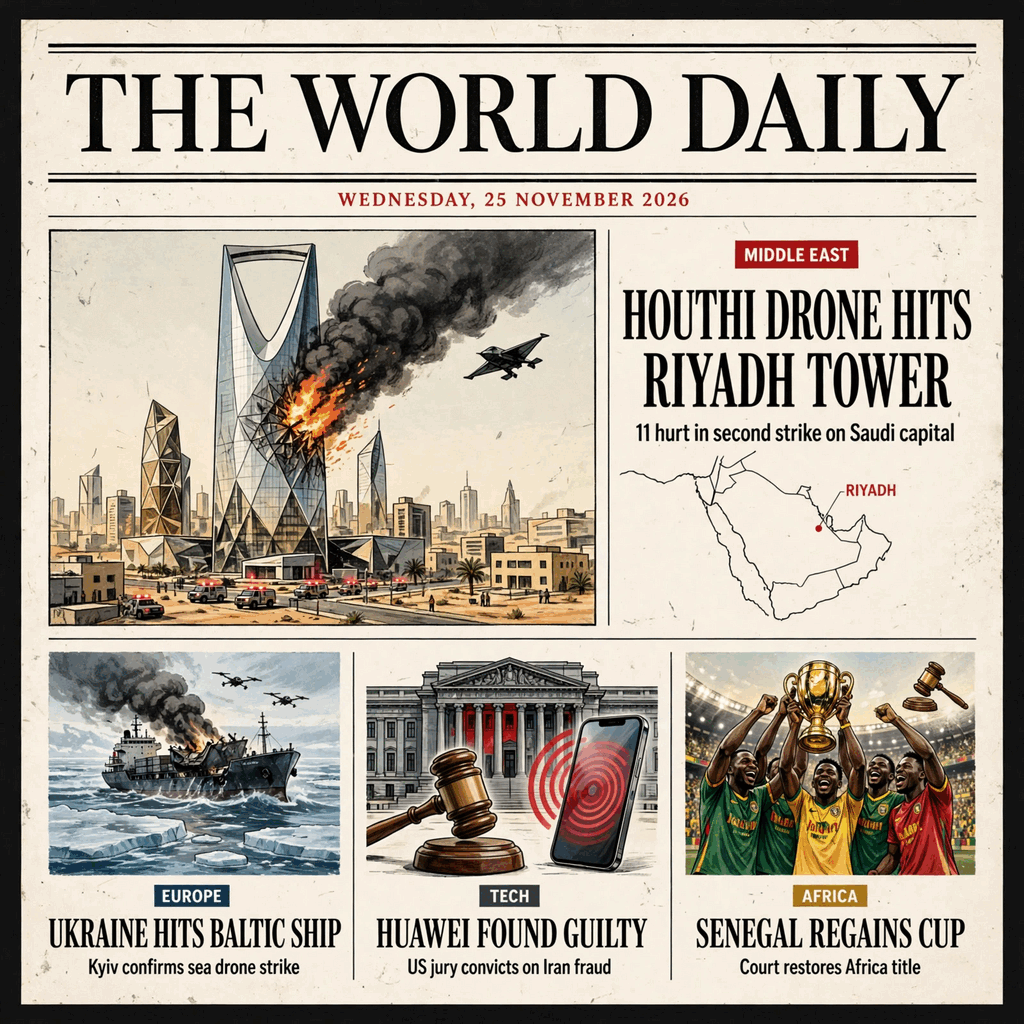 THE WORLD DAILY
WEDNESDAY, 25 NOVEMBER 2026
MIDDLE EAST
HOUTHI DRONE HITS
RIYADH TOWER
11 hurt in second strike on Saudi capital
RIYADH
EUROPE
UKRAINE HITS BALTIC SHIP
Kyiv confirms sea drone strike
TECH
HUAWEI FOUND GUILTY
US jury convicts on Iran fraud
AFRICA
SENEGAL REGAINS CUP
Court restores Africa title